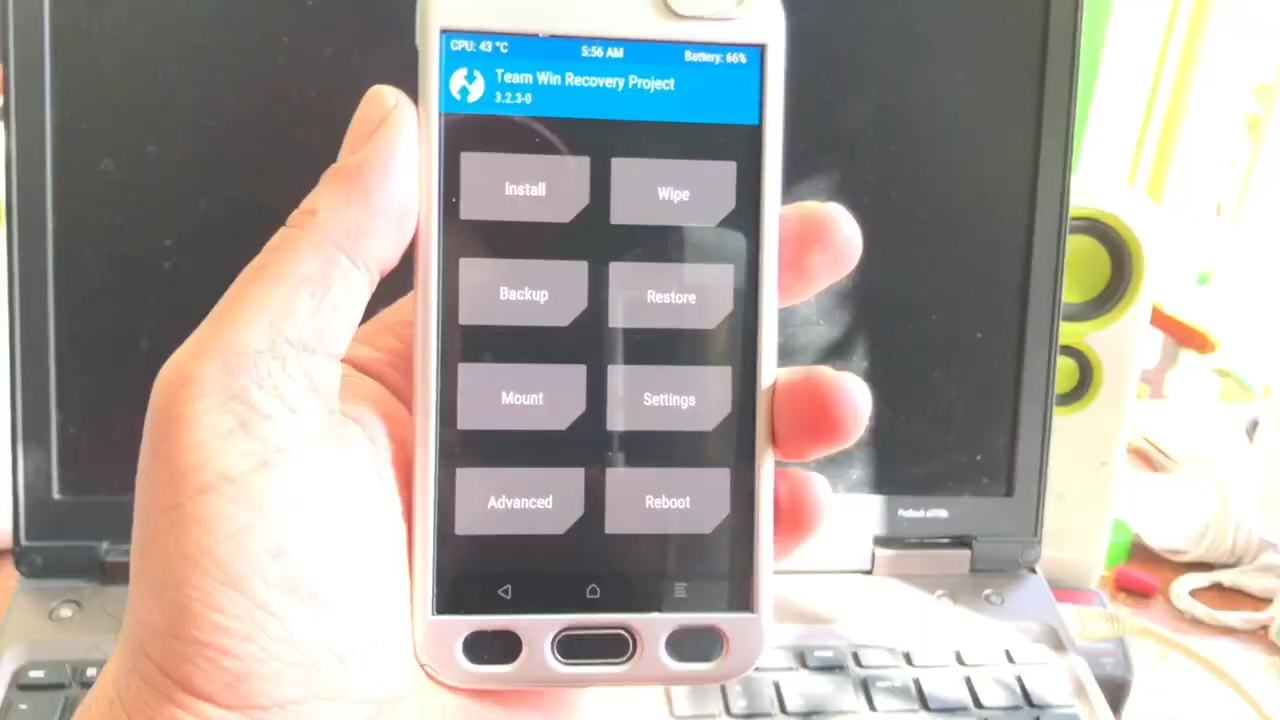 CPU: 43 °C 5:56 AM Battery: 66%
Team Win Recovery Project
3.2.3-0
Install Wipe
Backup Restore
Mount Settings
Advanced Reboot
ProBook